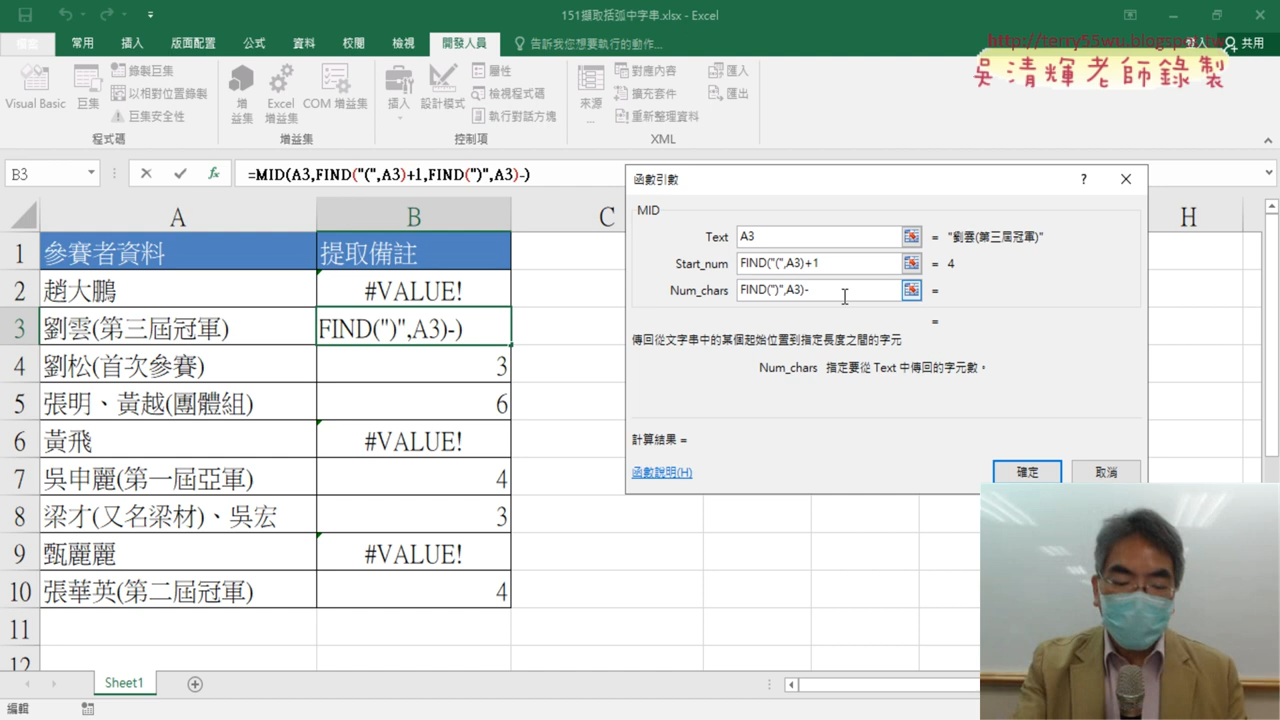 151擷取括弧中字串.xlsx - Excel
檔案 常用 插入 版面配置 公式 資料 校閱 檢視 開發人員 告訴我您想要執行的動作... 登入 共用
http://terry55wu.blogspot.tw
吳清輝老師錄製
Visual Basic 巨集 錄製巨集 以相對位置錄製 巨集安全性
增益集 Excel 增益集 COM 增益集
插入 設計模式 屬性 檢視程式碼 執行對話方塊
來源... 對應內容 擴充套件 重新整理資料 匯入 匯出
程式碼 增益集 控制項 XML
B3 fx =MID(A3,FIND("(",A3)+1,FIND(")",A3)-)
A B C H
1 參賽者資料 提取備註
2 趙大鵬 #VALUE!
3 劉雲(第三屆冠軍) FIND(")",A3)-)
4 劉松(首次參賽) 3
5 張明、黃越(團體組) 6
6 黃飛 #VALUE!
7 吳申麗(第一屆亞軍) 4
8 梁才(又名梁材)、吳宏 3
9 甄麗麗 #VALUE!
10 張華英(第二屆冠軍) 4
11
12
函數引數 ?
MID
Text A3 = "劉雲(第三屆冠軍)"
Start_num FIND("(",A3)+1 = 4
Num_chars FIND(")",A3)- =
=
傳回從文字串中的某個起始位置到指定長度之間的字元
Num_chars 指定要從 Text 中傳回的字元數。
計算結果 =
函數說明(H)
確定 取消
Sheet1
編輯